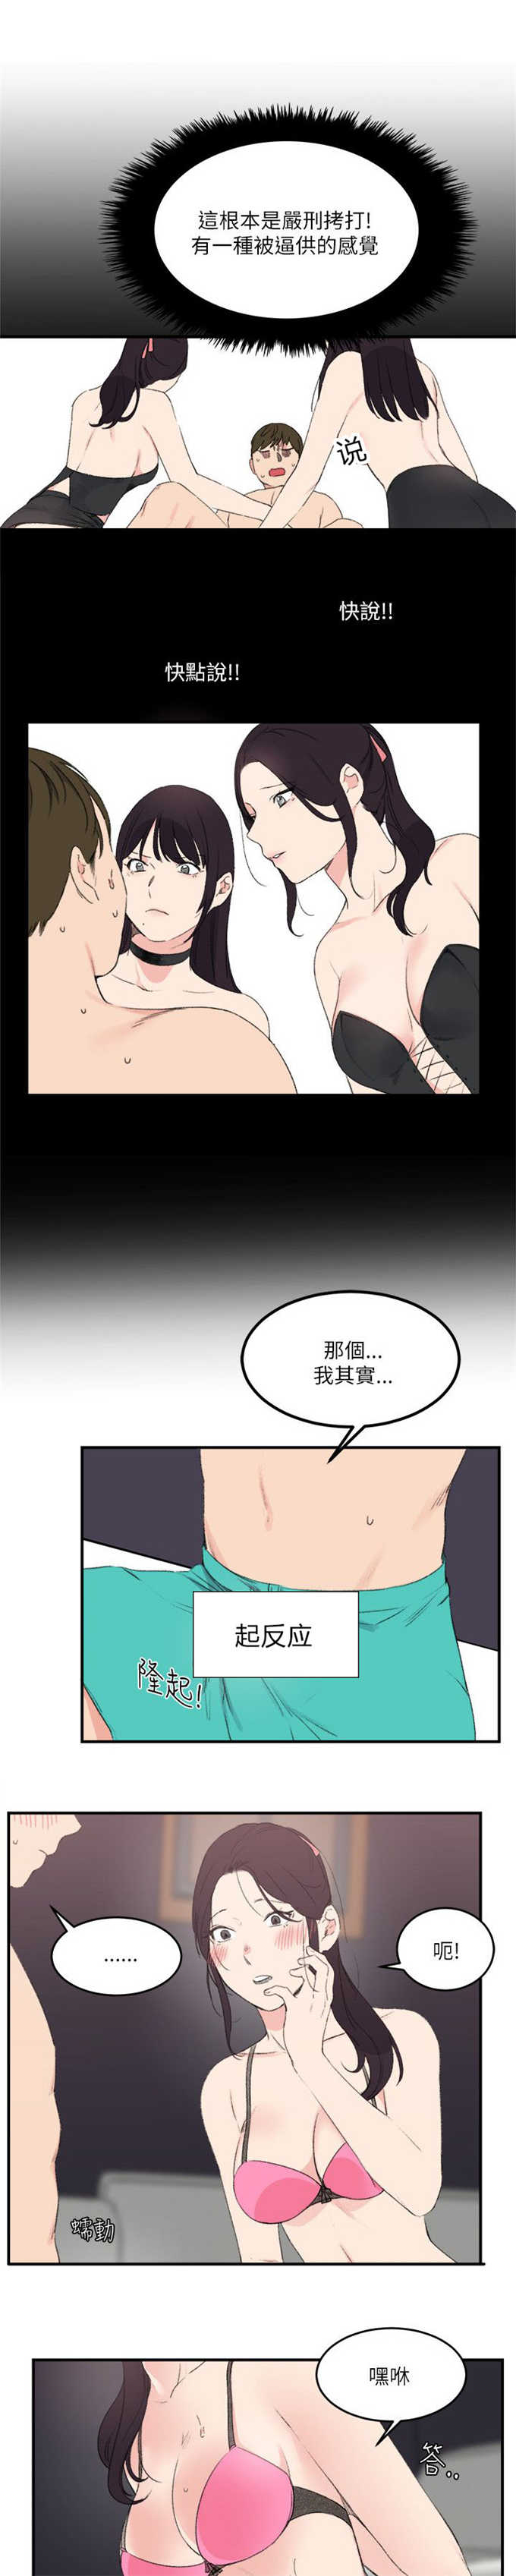 這根本是嚴刑拷打!
有一種被逼供的感覺
说
快說!!
快點說!!
那個...
我其實...
起反应
隆起!
......
呃!
蠕動
嘿咻
答..